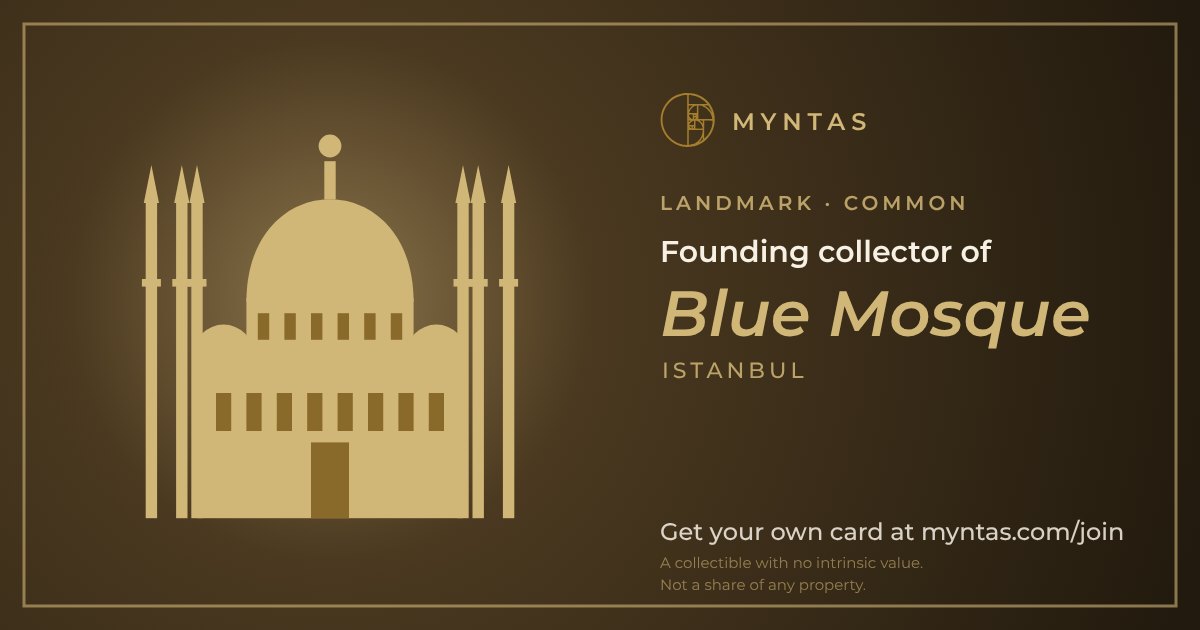 MYNTAS
LANDMARK · COMMON
Founding collector of
Blue Mosque
ISTANBUL
Get your own card at myntas.com/join
A collectible with no intrinsic value.
Not a share of any property.